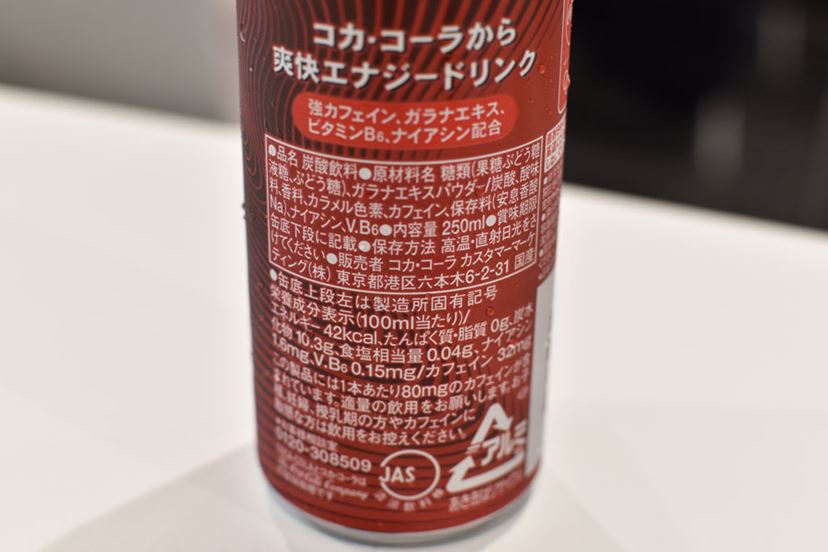 コカ·コーラから
爽快エナジードリンク
強カフェイン、ガラナエキス、
ビタミンB6、ナイアシン配合
●品名 炭酸飲料●原材料名 糖類(果糖ぶどう糖
液糖、ぶどう糖)、ガラナエキスパウダー/炭酸、酸味
料、香料、カラメル色素、カフェイン、保存料(安息香酸
Na)、ナイアシン、V.B6●内容量 250ml●賞味期限
缶底下段に記載●保存方法 高温・直射日光をさ
けてください●販売者 コカ・コーラ カスタマーマーケ
ティング(株) 東京都港区六本木6-2-31 国産
●缶底上段左は製造所固有記号
栄養成分表示(100ml当たり)/
エネルギー 42kcal、たんぱく質・脂質 0g、炭水
化物 10.3g、食塩相当量 0.04g、ナイアシン
1.6mg、V.B6 0.15mg/カフェイン 32mg
この製品には1本あたり80mgのカフェインが含
まれています。適量の飲用をお願いします。お子
様、妊婦、授乳期の方やカフェインに
敏感な方は飲用をお控えください。
0120-308509
JAS
アルミ